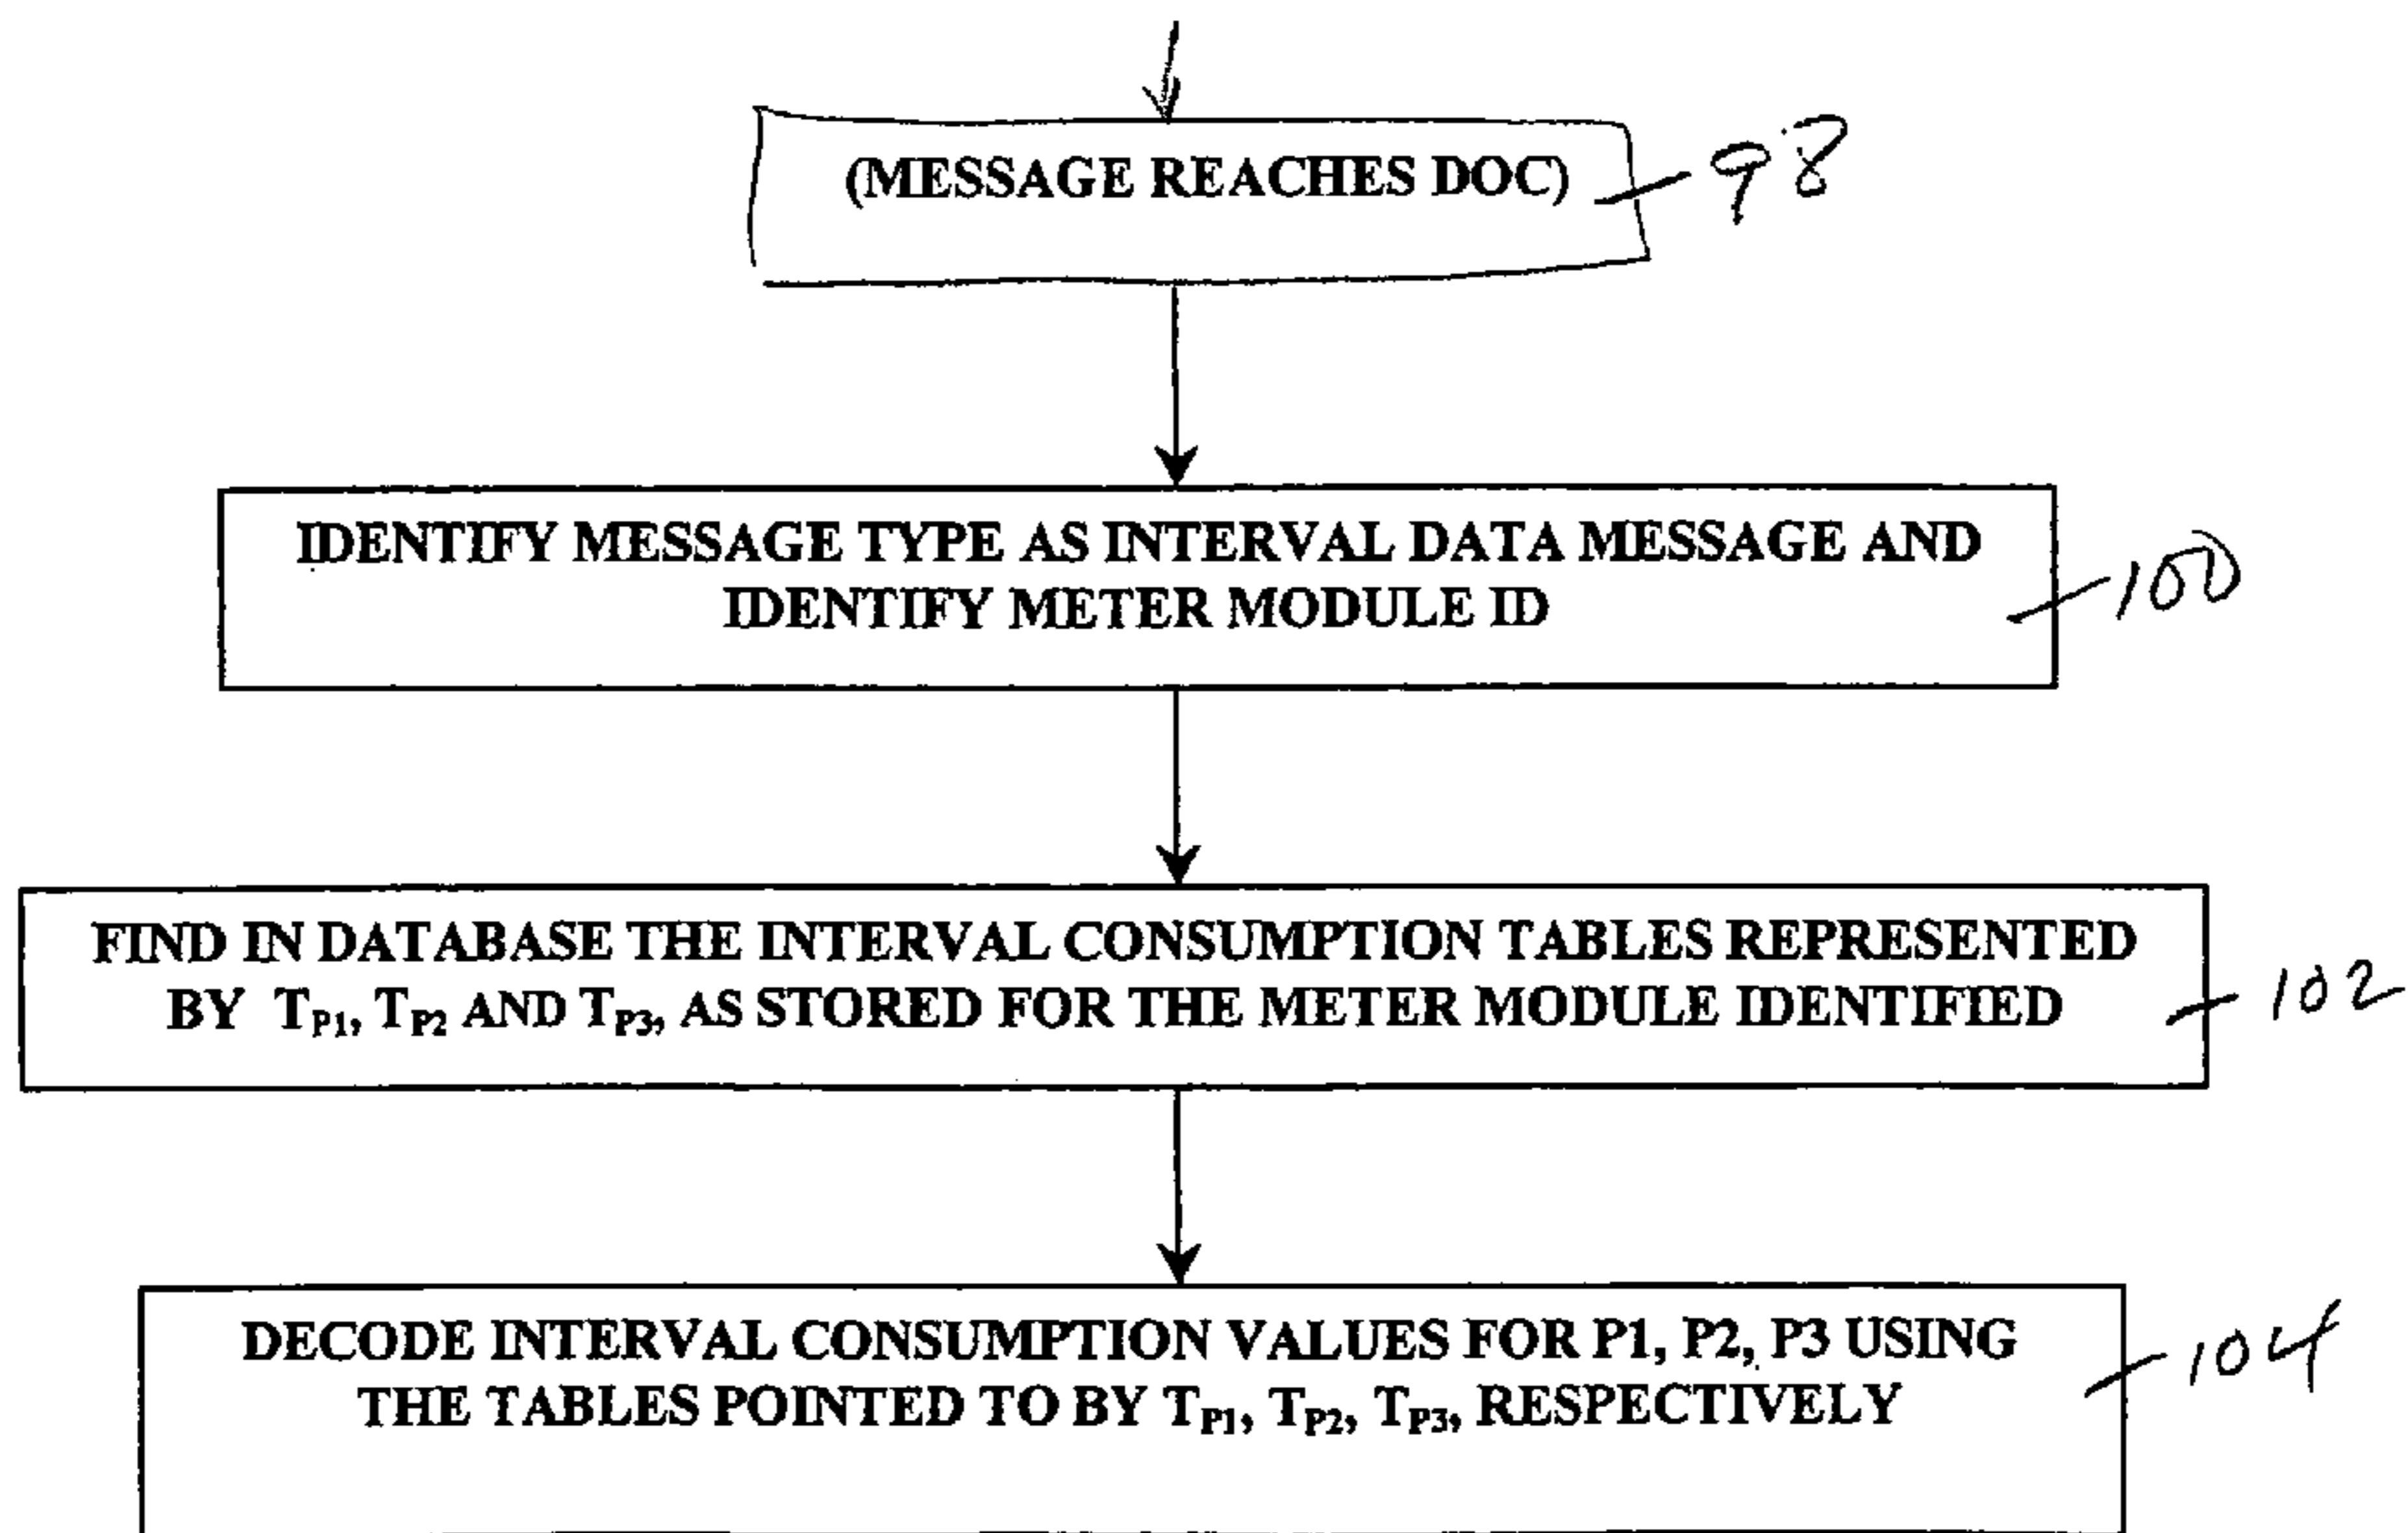 (MESSAGE REACHES DOC)
98
IDENTIFY MESSAGE TYPE AS INTERVAL DATA MESSAGE AND
IDENTIFY METER MODULE ID
100
FIND IN DATABASE THE INTERVAL CONSUMPTION TABLES REPRESENTED
BY TP1, TP2 AND TP3, AS STORED FOR THE METER MODULE IDENTIFIED
102
DECODE INTERVAL CONSUMPTION VALUES FOR P1, P2, P3 USING
THE TABLES POINTED TO BY TP1, TP2, TP3, RESPECTIVELY
104